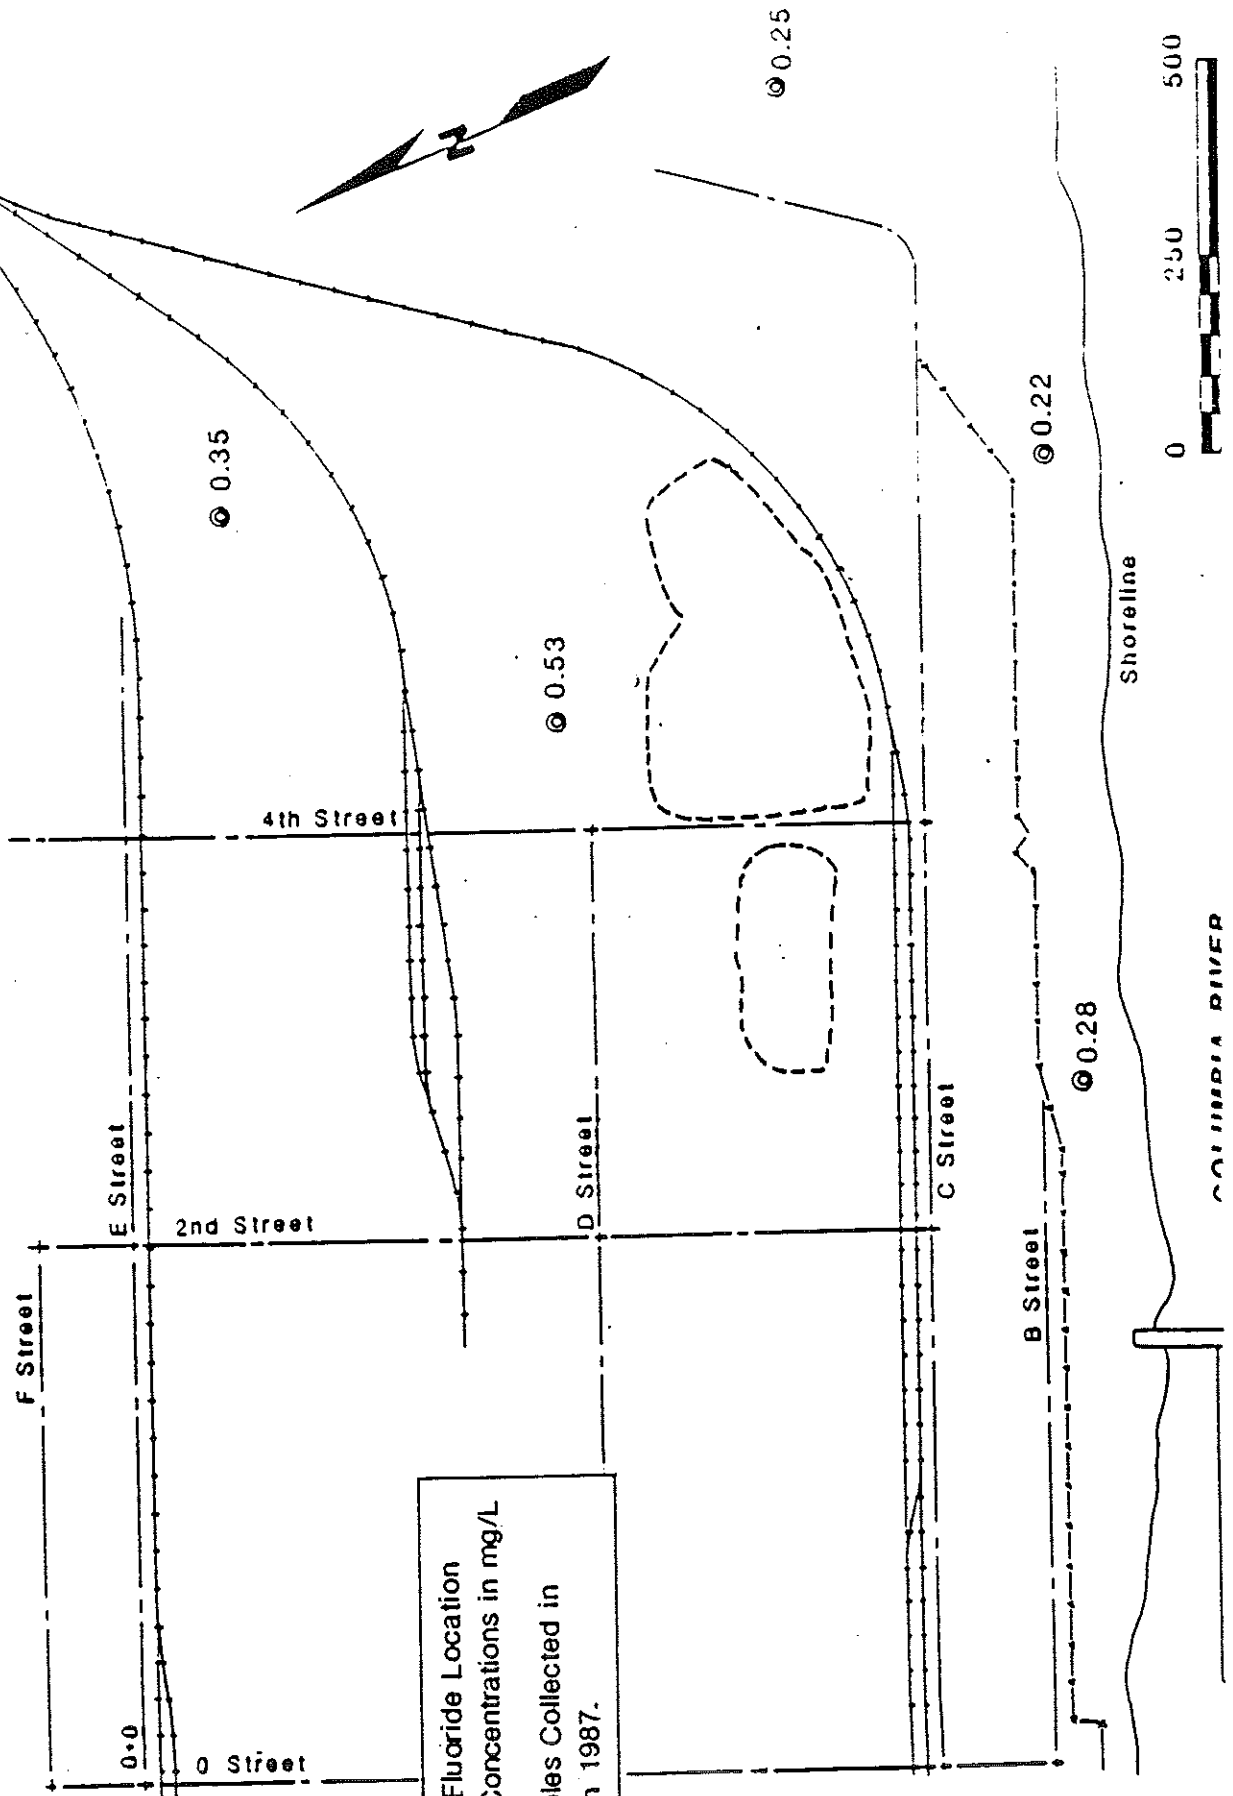 0.25
500
250
0
N
0.35
0.22
0.53
Shoreline
4th Street
0.28
E Street
2nd Street
D Street
C Street
B Street
F Street
0+0
0 Street
Fluoride Location
Concentrations in mg/L
Collected in
1987.
RIVER